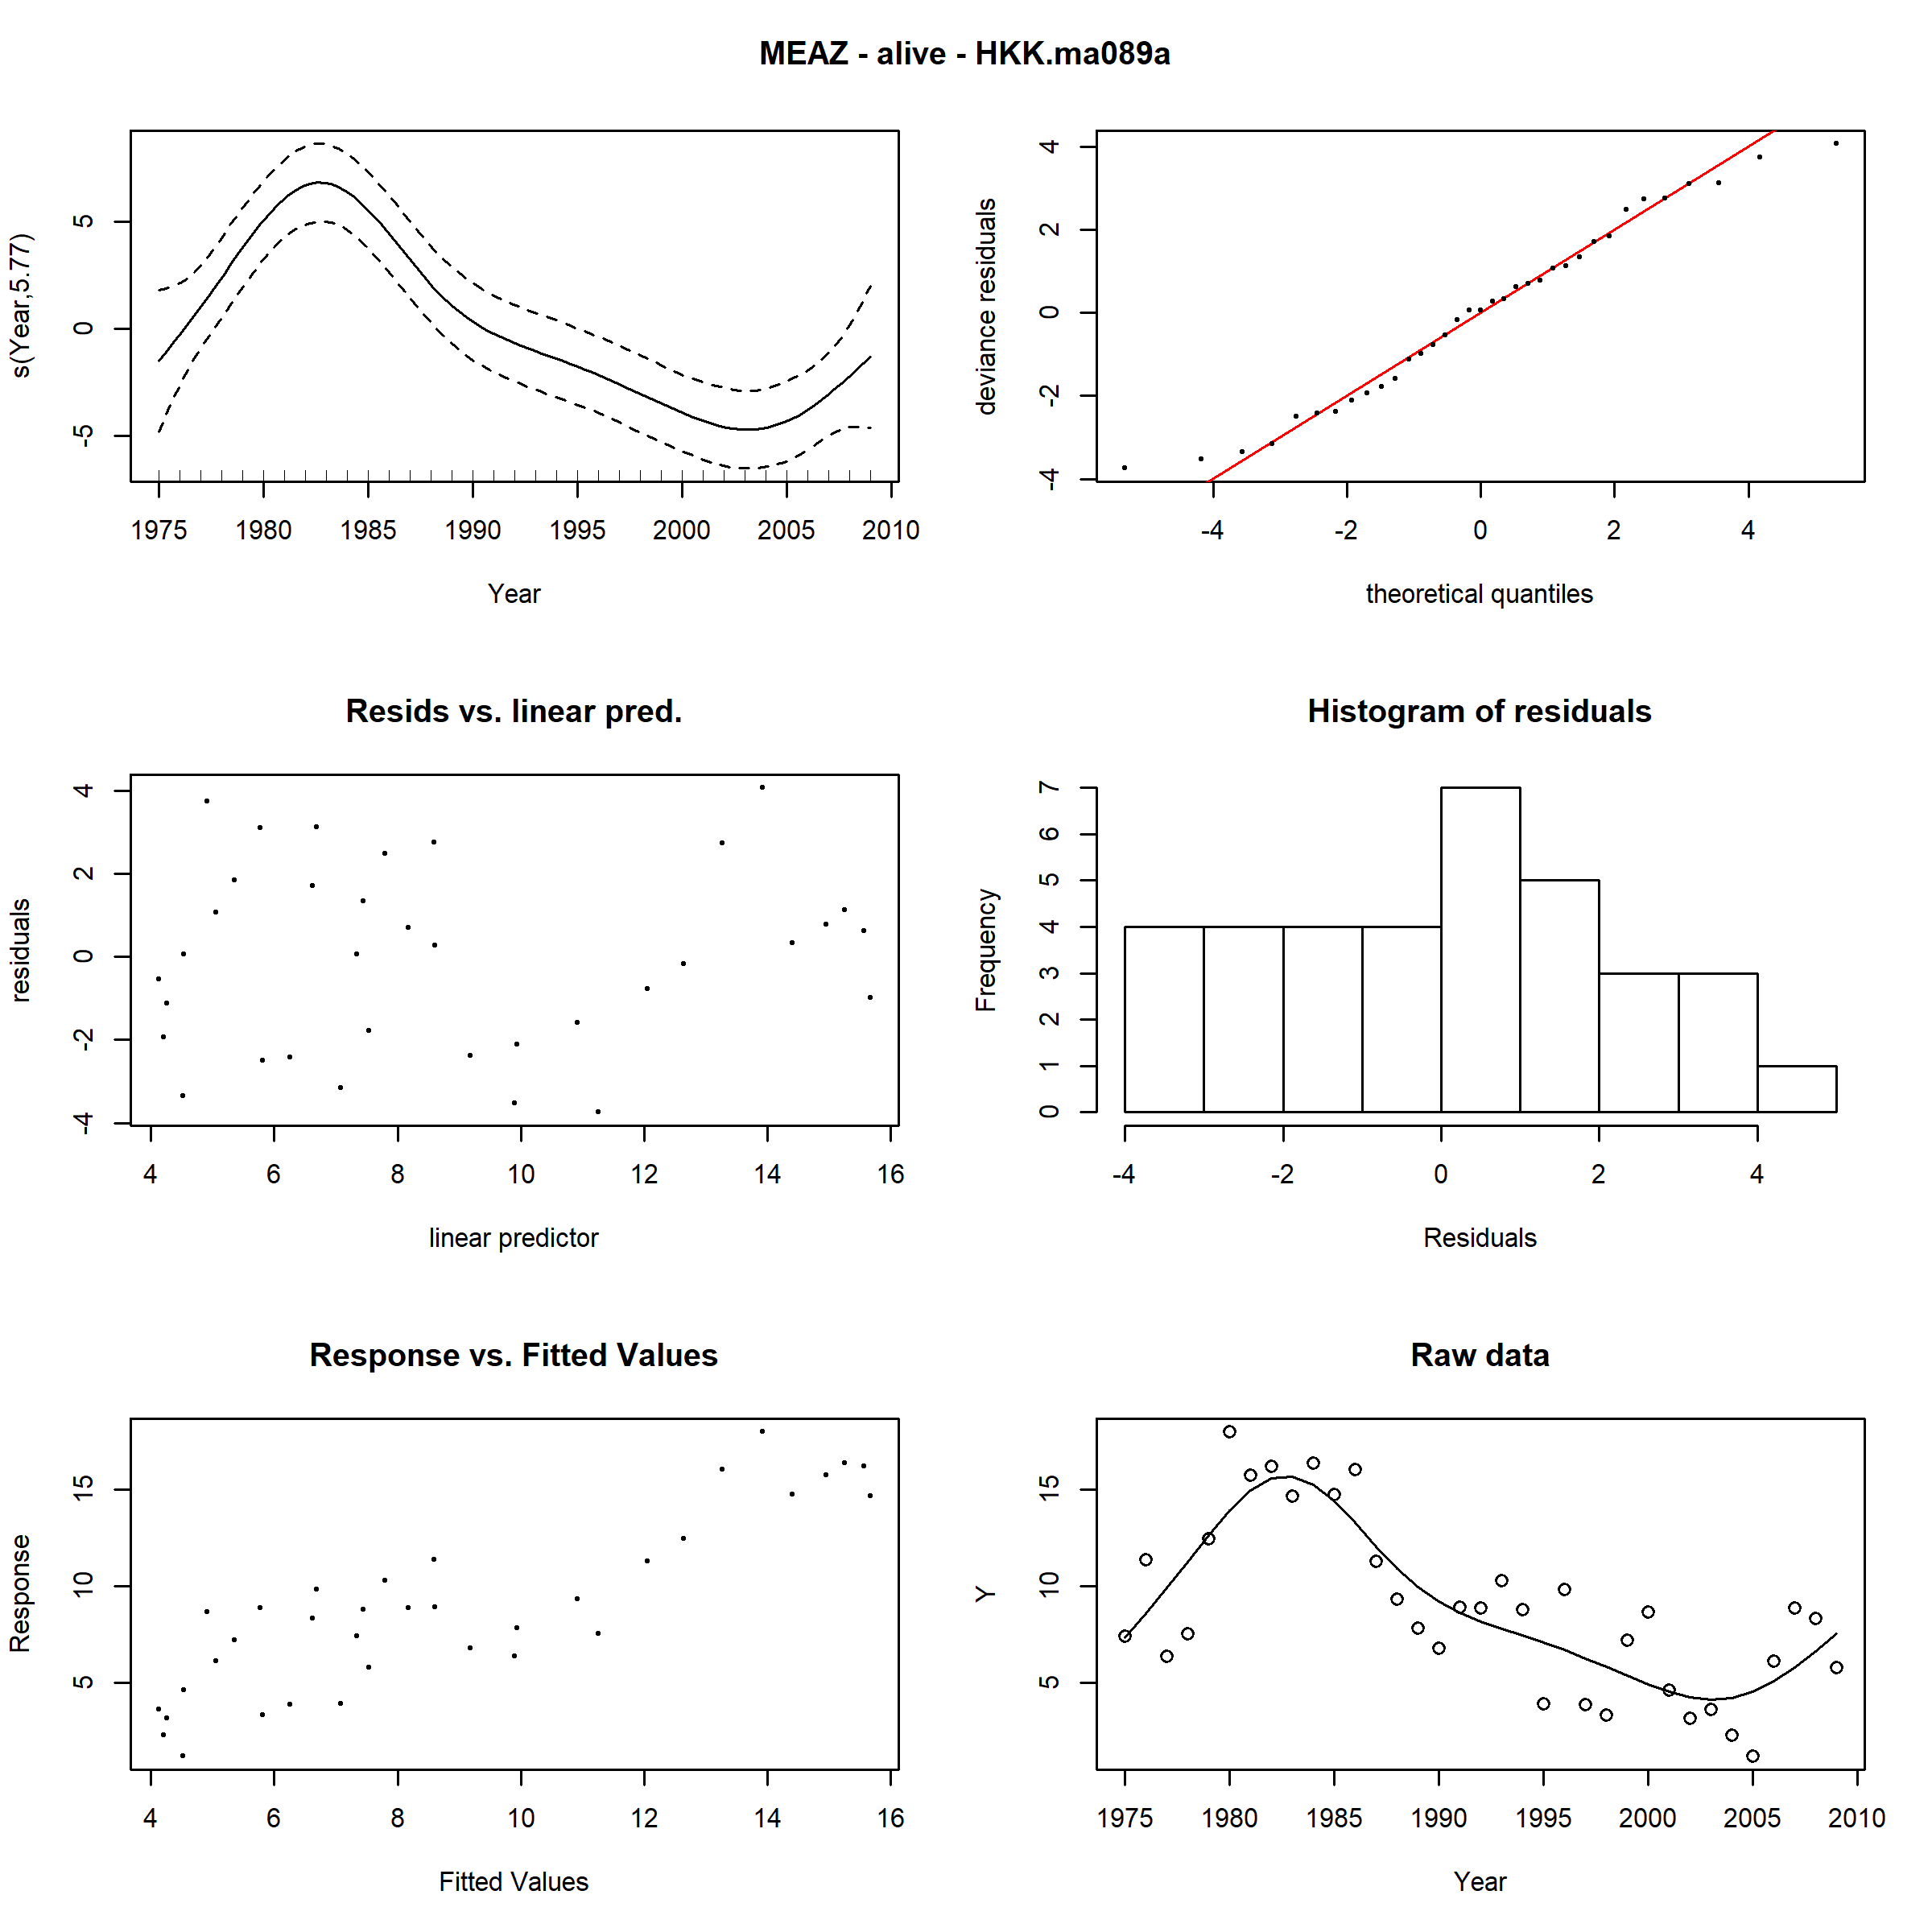 MEAZ - alive - HKK.ma089a
s(Year,5.77)
5
0
-5
1975 1980 1985 1990 1995 2000 2005 2010
Year
deviance residuals
4
2
0
-2
-4
-4 -2 0 2 4
theoretical quantiles
Resids vs. linear pred.
residuals
4
2
0
-2
-4
4 6 8 10 12 14 16
linear predictor
Histogram of residuals
Frequency
7
6
5
4
3
2
1
0
-4 -2 0 2 4
Residuals
Response vs. Fitted Values
Response
15
10
5
4 6 8 10 12 14 16
Fitted Values
Raw data
Y
15
10
5
1975 1980 1985 1990 1995 2000 2005 2010
Year